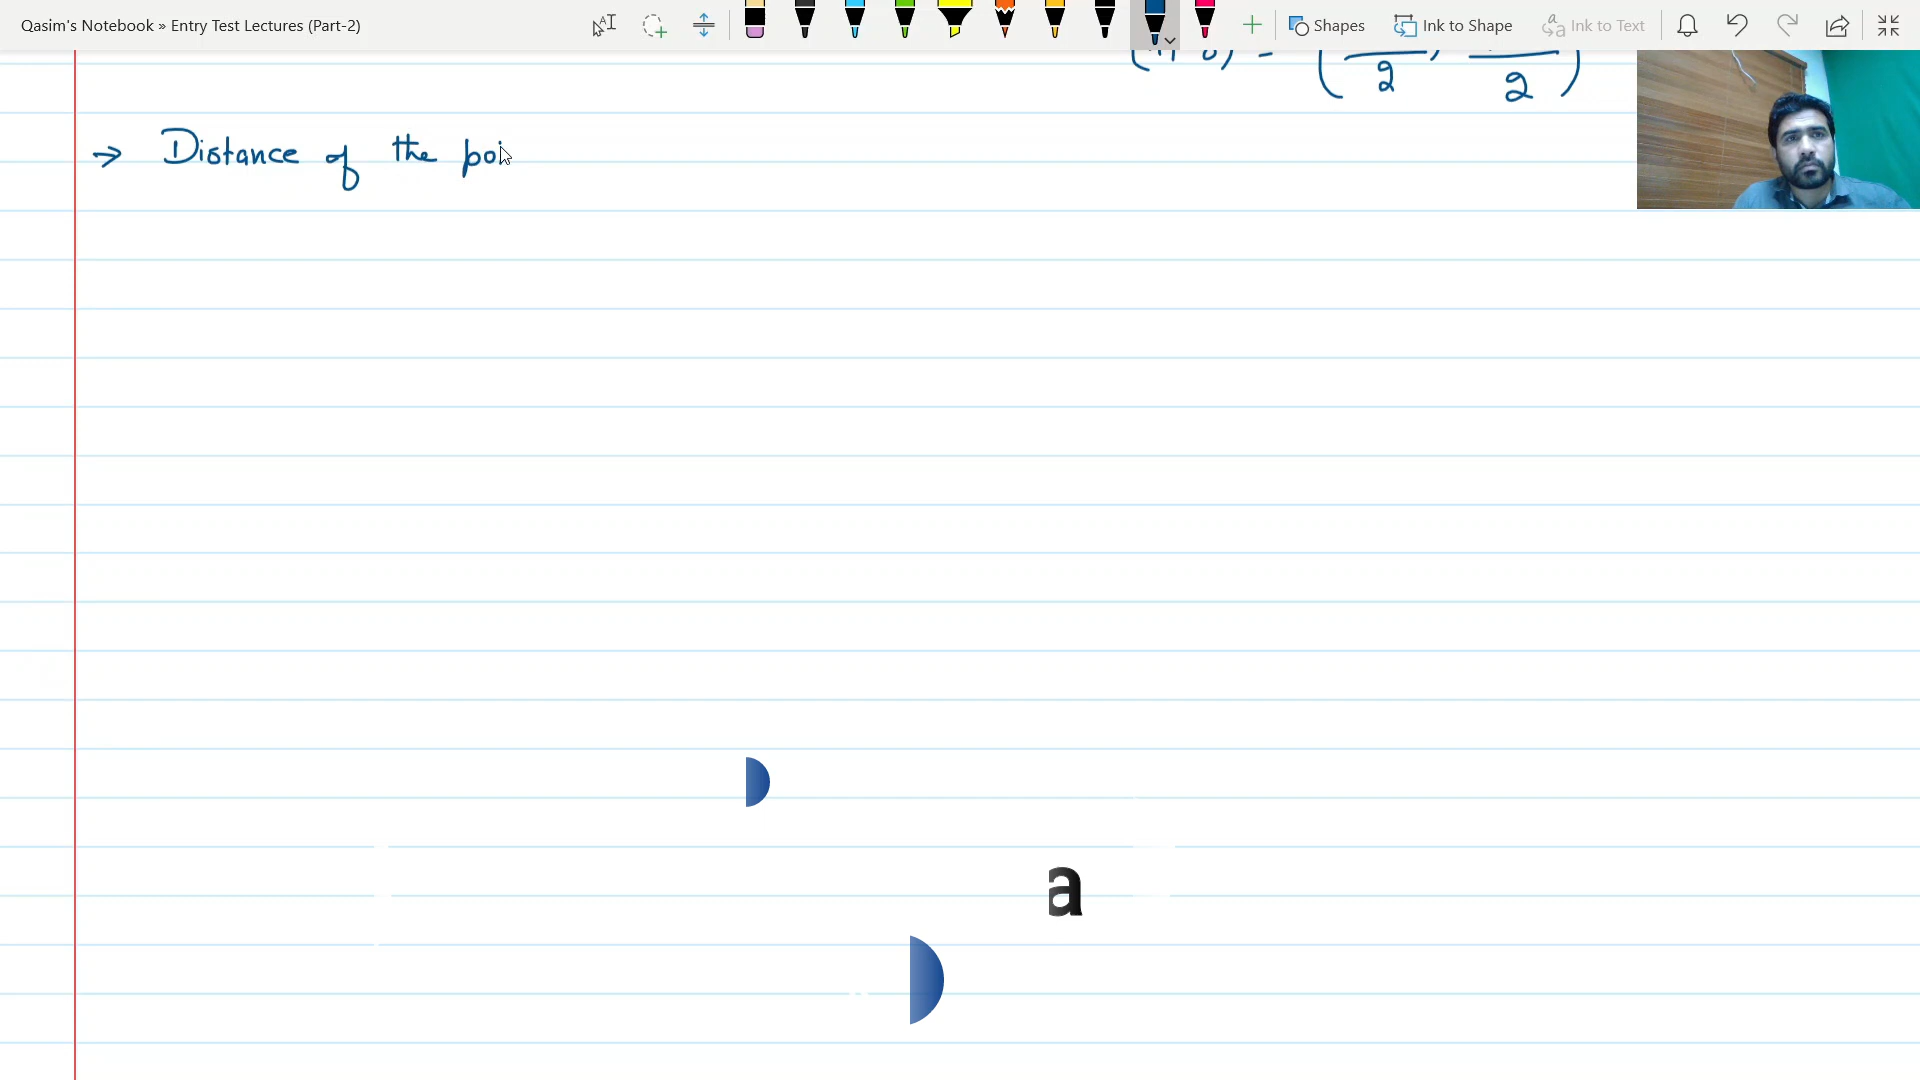 Qasim's Notebook » Entry Test Lectures (Part-2) Shapes Ink to Shape Ink to Text
2 2
→ Distance of the poi
a